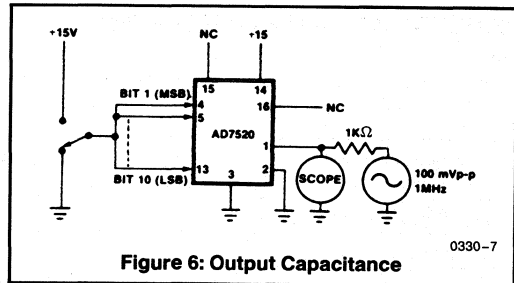 +15V
NC
+15
15
14
BIT 1 (MSB)
4
5
16
NC
AD7520
1
1KΩ
BIT 10 (LSB)
13
3
2
SCOPE
100 mVp-p
1MHz
0330-7
Figure 6: Output Capacitance